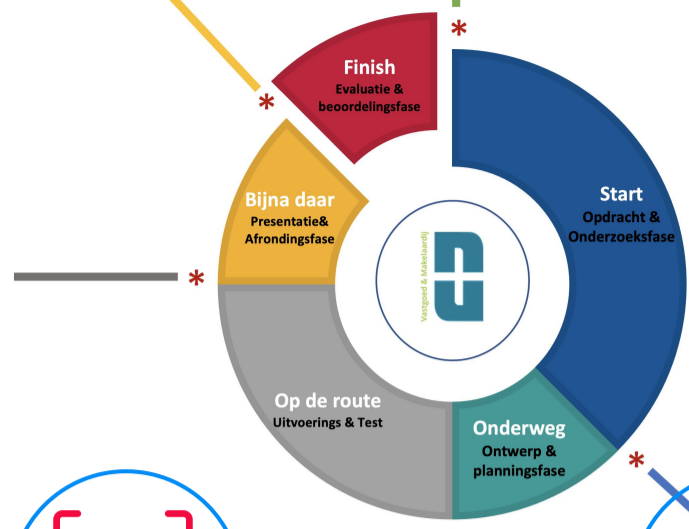 *
Finish
Evaluatie &
beoordelingsfase
*
Start
Opdracht &
Onderzoeksfase
Bijna daar
Presentatie&
Afrondingsfase
*
Vastgoed & Makelaardij
Op de route
Uitvoerings & Test
Onderweg
Ontwerp &
planningsfase
*